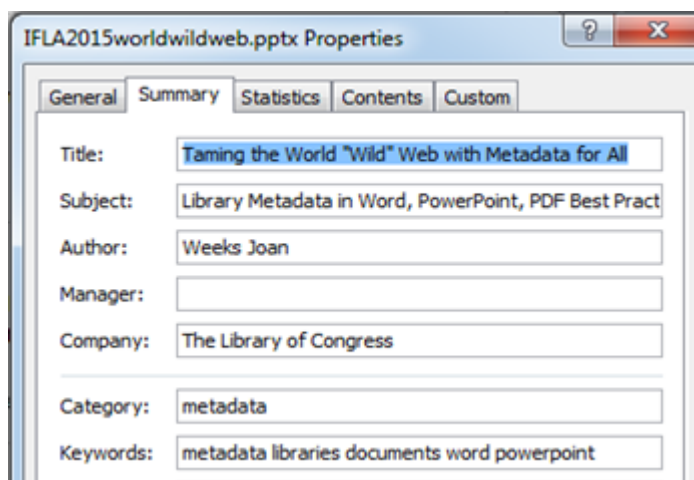 IFLA2015worldwildweb.pptx Properties
General Summary Statistics Contents Custom
Title: Taming the World "Wild" Web with Metadata for All
Subject: Library Metadata in Word, PowerPoint, PDF Best Pract
Author: Weeks Joan
Manager:
Company: The Library of Congress
Category: metadata
Keywords: metadata libraries documents word powerpoint